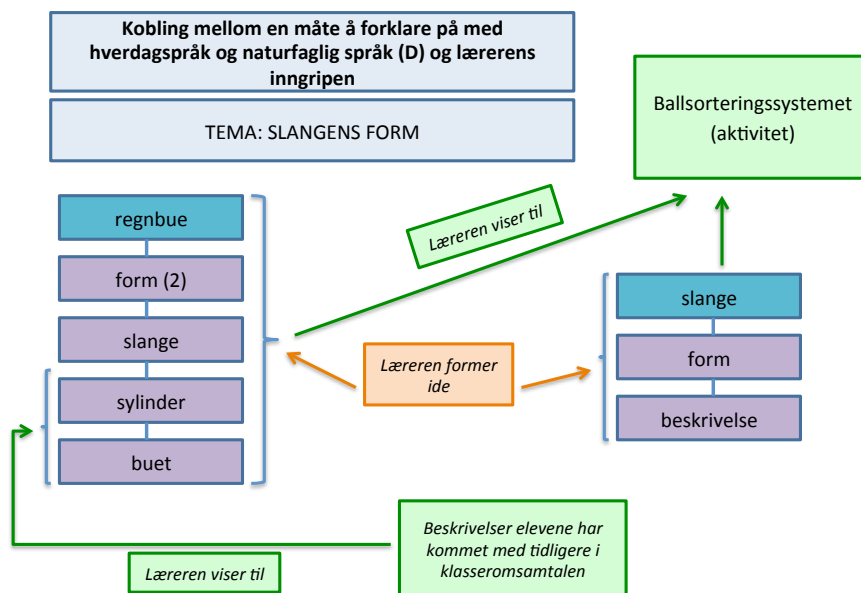 Kobling mellom en måte å forklare på med
hverdagspråk og naturfaglig språk (D) og lærerens
inngripen
TEMA: SLANGENS FORM
Ballsorteringssystemet
(aktivitet)
regnbue
form (2)
slange
sylinder
buet
Læreren viser til
Læreren former
ide
slange
form
beskrivelse
Beskrivelser elevene har
kommet med tidligere i
klasseromsamtalen
Læreren viser til